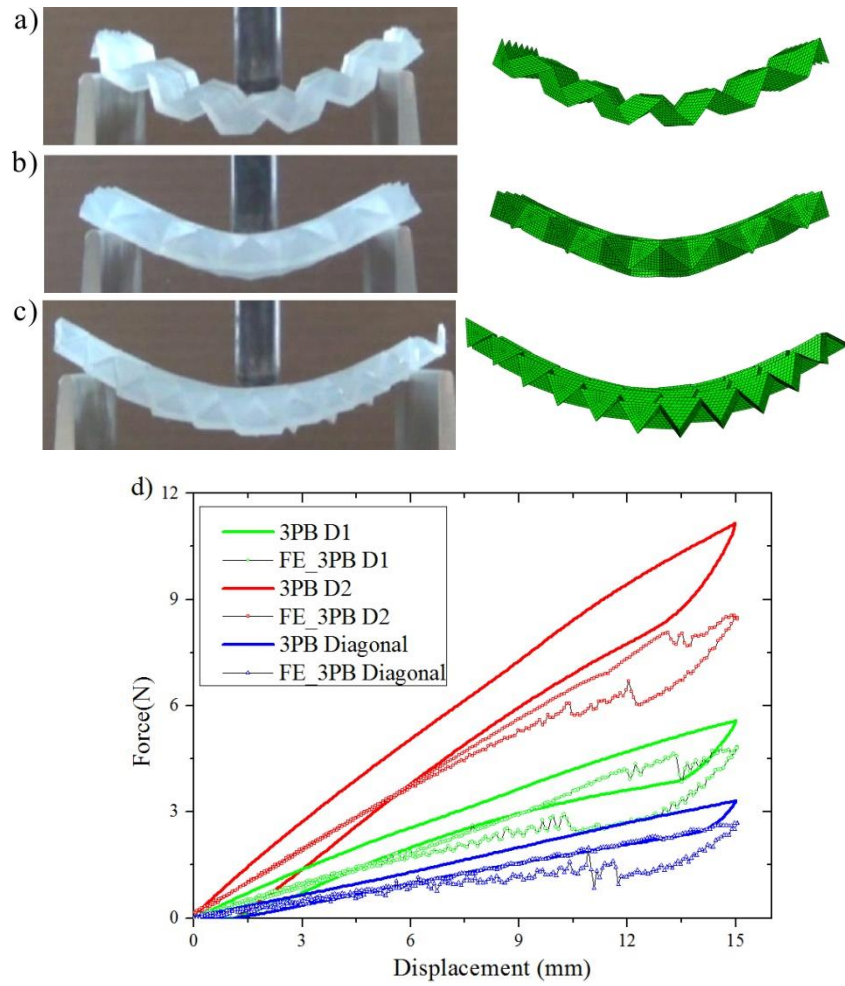 a)
b)
c)
d)
12
9
6
3
0
Force(N)
3PB D1
FE_3PB D1
3PB D2
FE_3PB D2
3PB Diagonal
FE_3PB Diagonal
0 3 6 9 12 15
Displacement (mm)